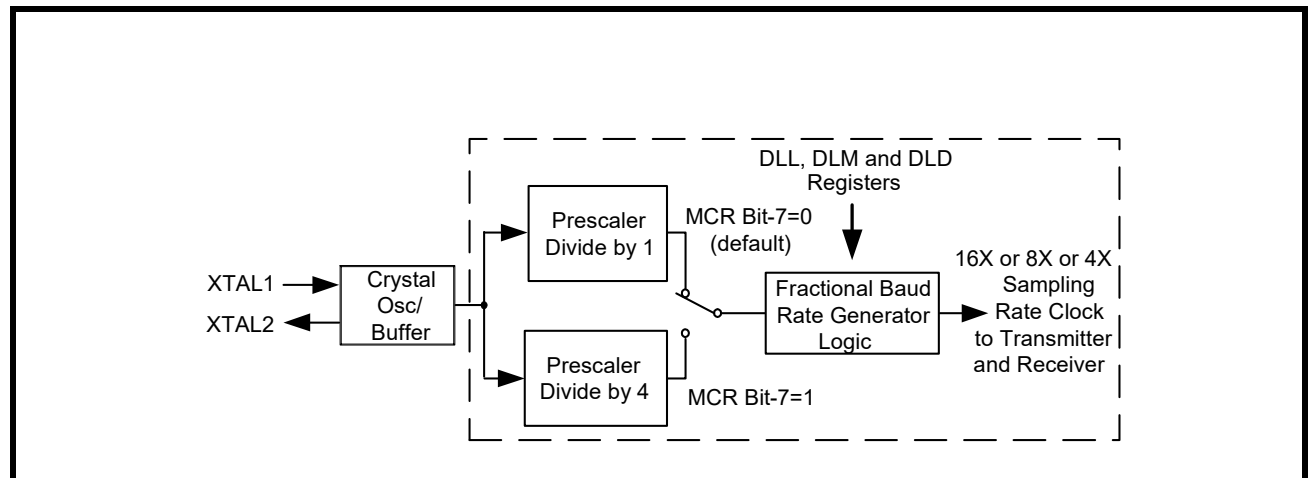 DLL, DLM and DLD
Registers
Prescaler
Divide by 1
MCR Bit-7=0
(default)
XTAL1
XTAL2
Crystal
Osc/
Buffer
Fractional Baud
Rate Generator
Logic
16X or 8X or 4X
Sampling
Rate Clock
to Transmitter
and Receiver
Prescaler
Divide by 4
MCR Bit-7=1